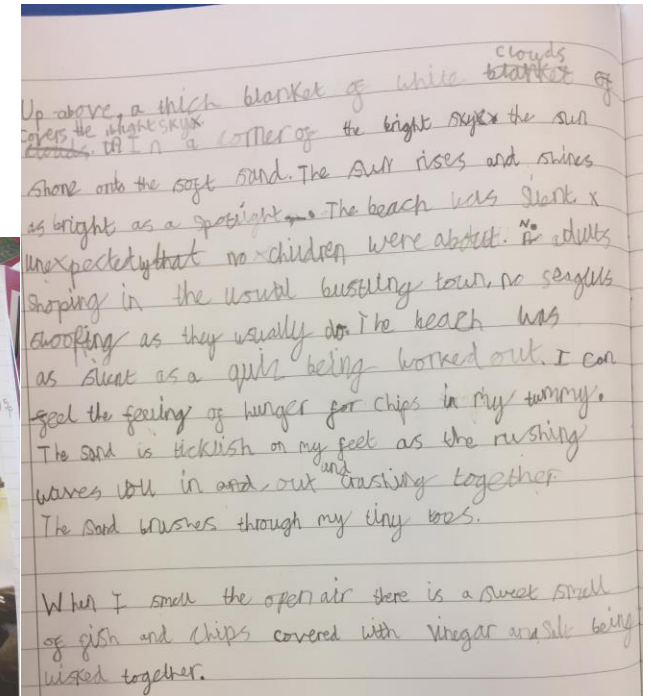 clouds
Up above, a thich blanket of white blanket of
covers the blight sky.
clouds. In a corner of the bright sky the sun
shone onto the soft sand. The sun rises and shines
as bright as a spotlight. The beach was silent
unexpectedly that no children were about. No adults
shoping in the usual bustling town, no seaguls
swooping as they usually do. The beach was
as silent as a quiz being worked out. I can
feel the feeling of hunger for chips in my tummy.
The sand is ticklish on my feet as the rushing
and
waves roll in and out crashing together.
The sand brushes through my tiny toes.
When I smell the open air there is a sweet smell
of fish and chips covered with vinegar and salt being
wisked together.